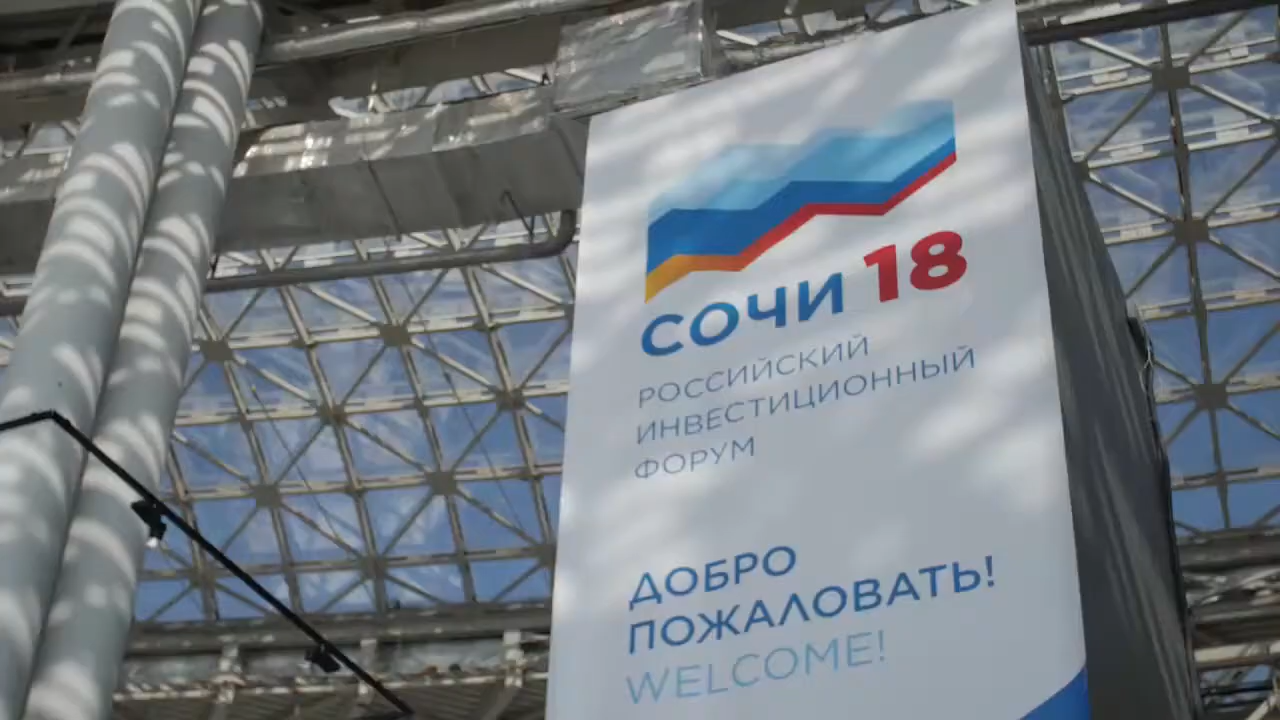 СОЧИ 18
РОССИЙСКИЙ
ИНВЕСТИЦИОННЫЙ
ФОРУМ
ДОБРО
ПОЖАЛОВАТЬ!
WELCOME!